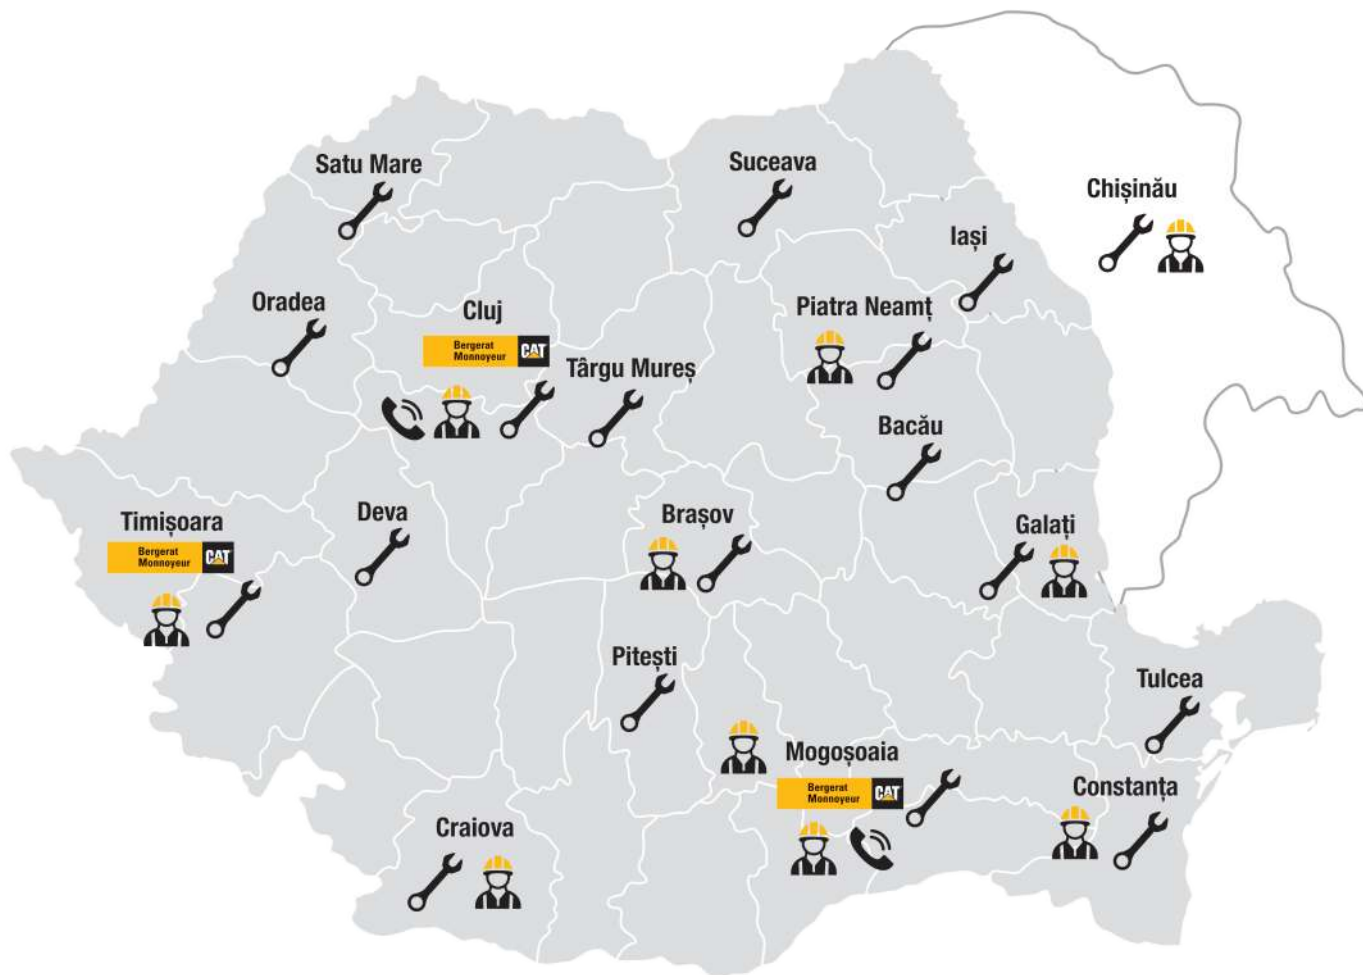 Satu Mare
Suceava
Chișinău
Iași
Oradea
Cluj
Bergerat
Monnoyeur
CAT
Piatra Neamț
Târgu Mureș
Bacău
Timișoara
Bergerat
Monnoyeur
CAT
Deva
Brașov
Galați
Pitești
Tulcea
Mogoșoaia
Bergerat
Monnoyeur
CAT
Constanța
Craiova